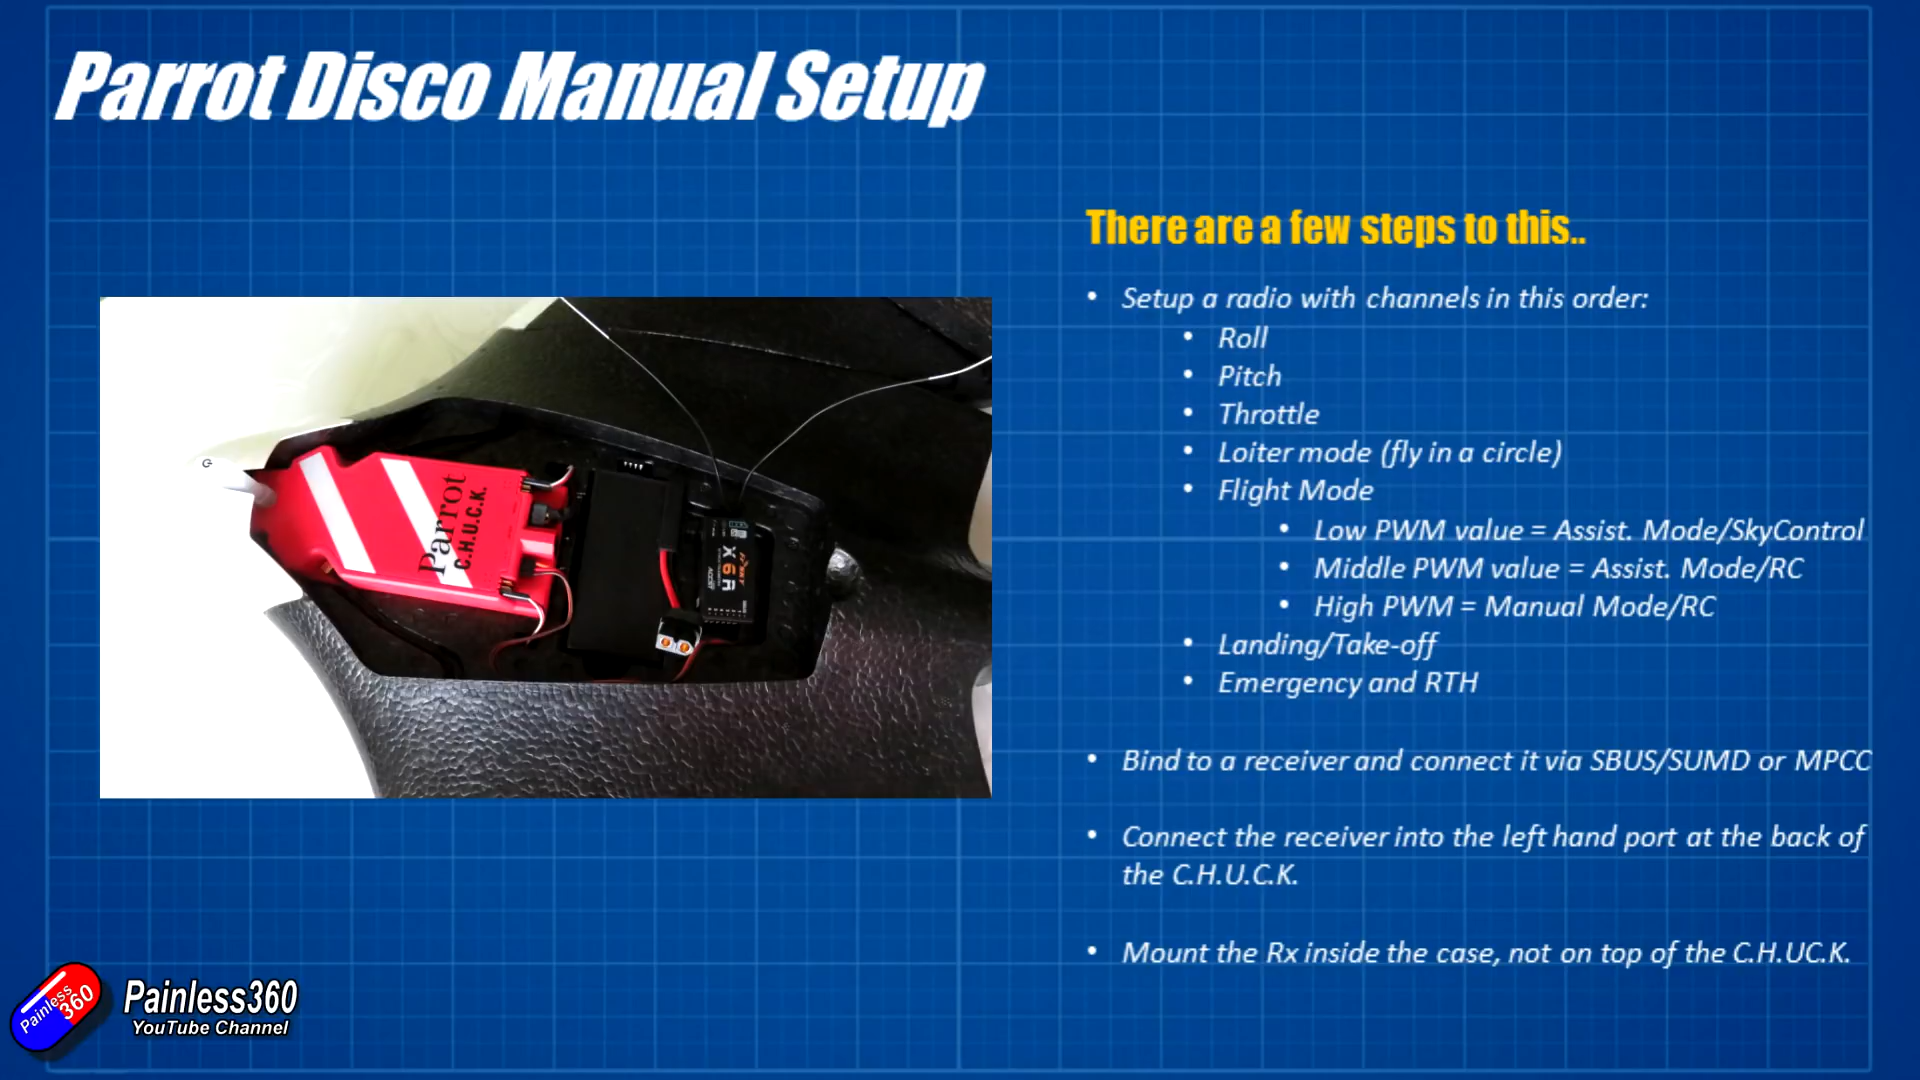 Parrot Disco Manual Setup
There are a few steps to this..
• Setup a radio with channels in this order:
• Roll
• Pitch
• Throttle
• Loiter mode (fly in a circle)
• Flight Mode
• Low PWM value = Assist. Mode/SkyControl
• Middle PWM value = Assist. Mode/RC
• High PWM = Manual Mode/RC
• Landing/Take-off
• Emergency and RTH
• Bind to a receiver and connect it via SBUS/SUMD or MPCC
• Connect the receiver into the left hand port at the back of
the C.H.U.C.K.
• Mount the Rx inside the case, not on top of the C.H.UC.K.
Parrot
C.H.U.C.K.
X6R
Painless
360
Painless360
YouTube Channel